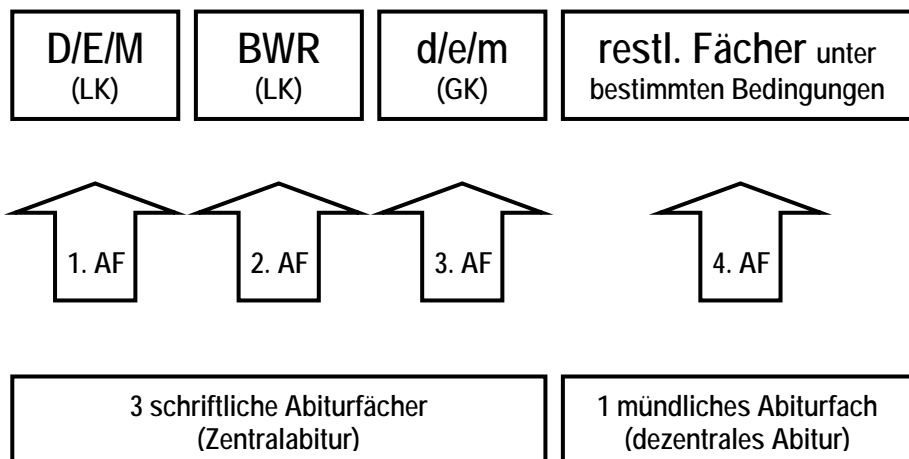 D/E/M
(LK)
BWR
(LK)
d/e/m
(GK)
restl. Fächer unter
bestimmten Bedingungen
1. AF
2. AF
3. AF
4. AF
3 schriftliche Abiturfächer
(Zentralabitur)
1 mündliches Abiturfach
(dezentrales Abitur)